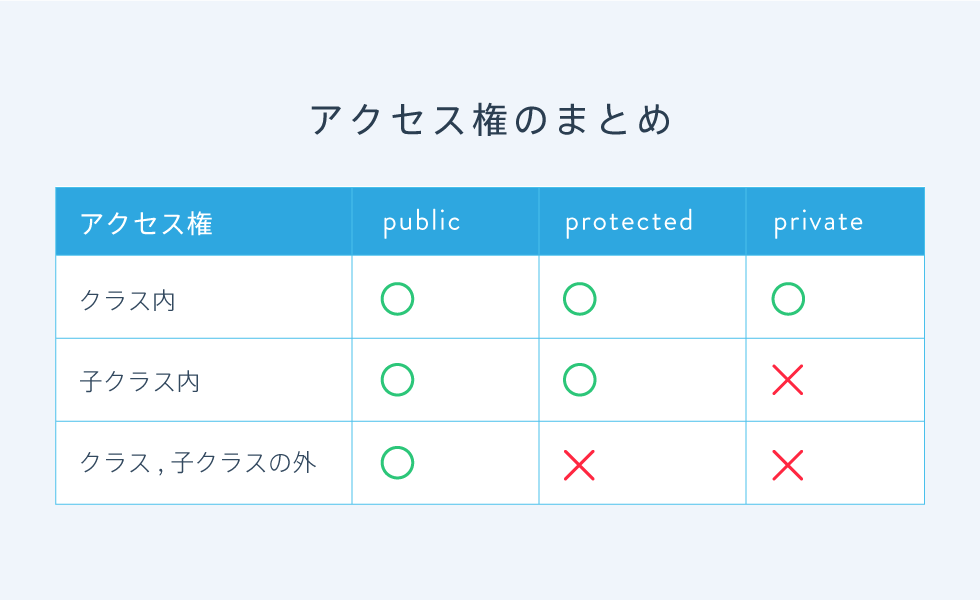 アクセス権のまとめ
アクセス権 public protected private
クラス内
子クラス内
クラス , 子クラスの外